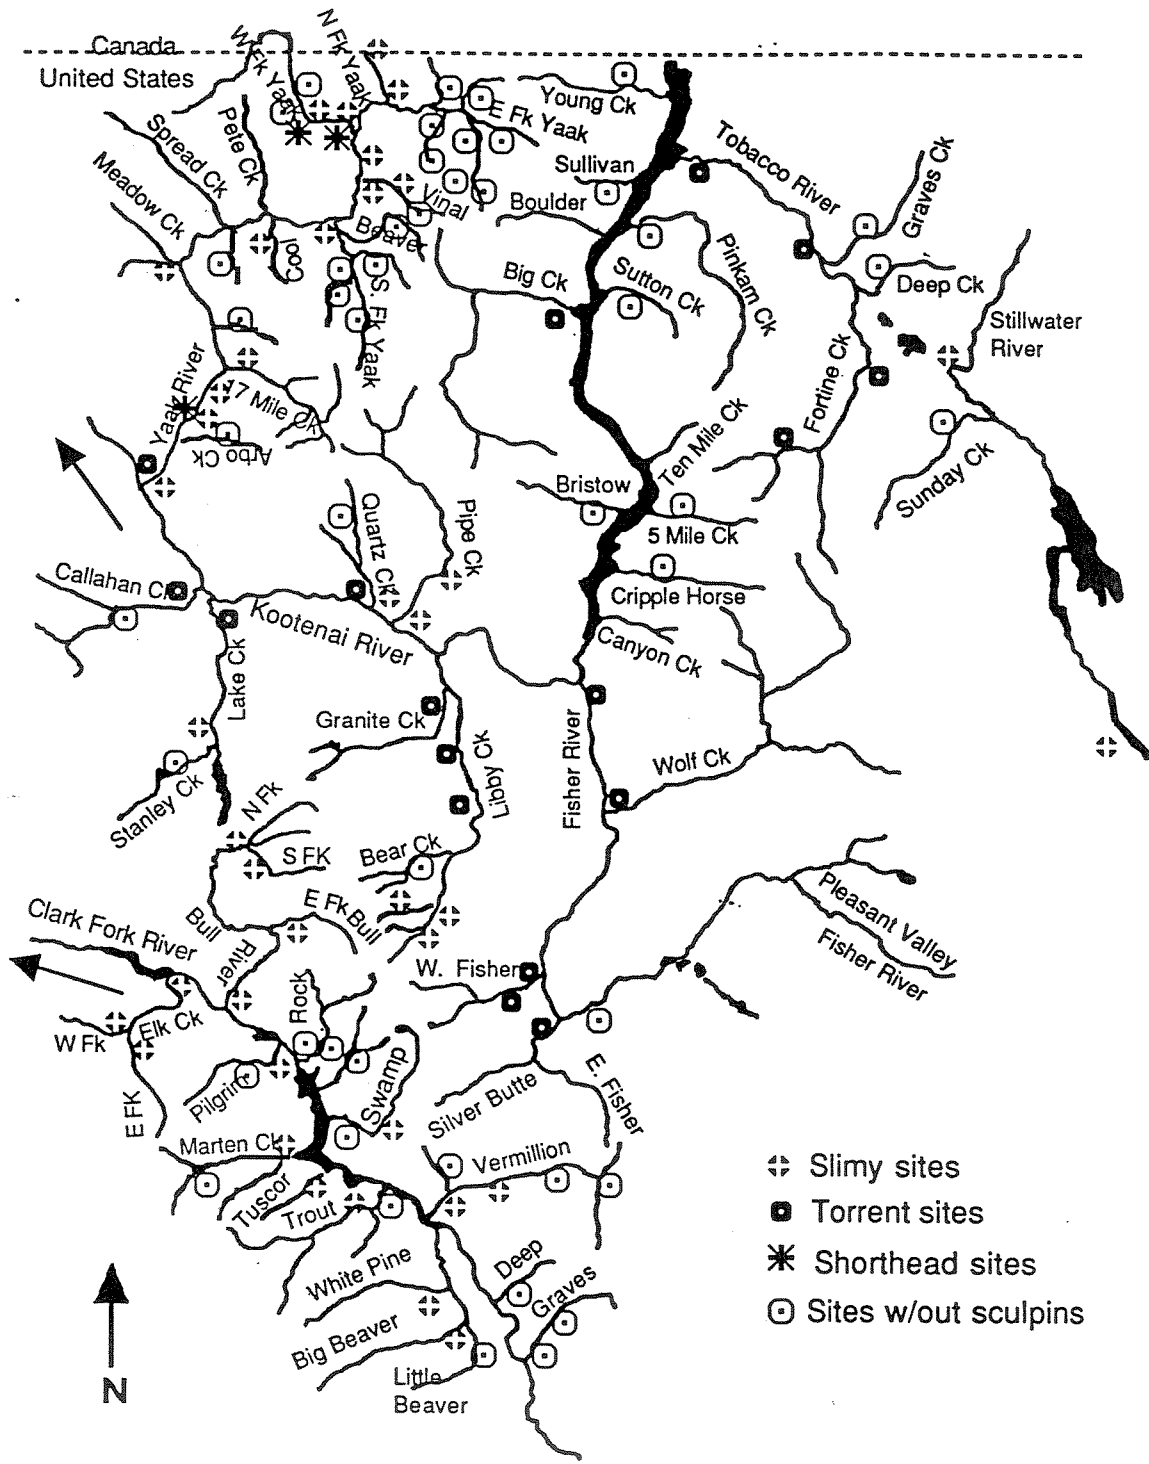 Canada
United States
W Fk Yaak
N Fk Yaak
Young Ck
E Fk Yaak
Pete Ck
Spread Ck
Meadow Ck
Sullivan
Tobacco River
Graves Ck
Vinal
Boulder
Beaver
Cool
Big Ck
Sutton Ck
Pinkam Ck
Deep Ck
S. Fk Yaak
Stillwater
River
Yaak River
17 Mile Ck
Arbo Ck
Fortine Ck
Ten Mile Ck
Sunday Ck
Bristow
Quartz Ck
Pipe Ck
5 Mile Ck
Callahan Ck
Cripple Horse
Kootenai River
Canyon Ck
Lake Ck
Granite Ck
Fisher River
Libby Ck
Wolf Ck
Stanley Ck
N Fk
S FK
Bear Ck
E Fk Bull
Pleasant Valley
Fisher River
Clark Fork River
Bull
River
W. Fisher
Rock
Elk Ck
W Fk
E FK
Pilgrim
Swamp
Silver Butte
E. Fisher
Marten Ck
Vermillion
Tuscor
Trout
White Pine
Deep
Graves
Big Beaver
Little
Beaver
N
Slimy sites
Torrent sites
Shorthead sites
Sites w/out sculpins